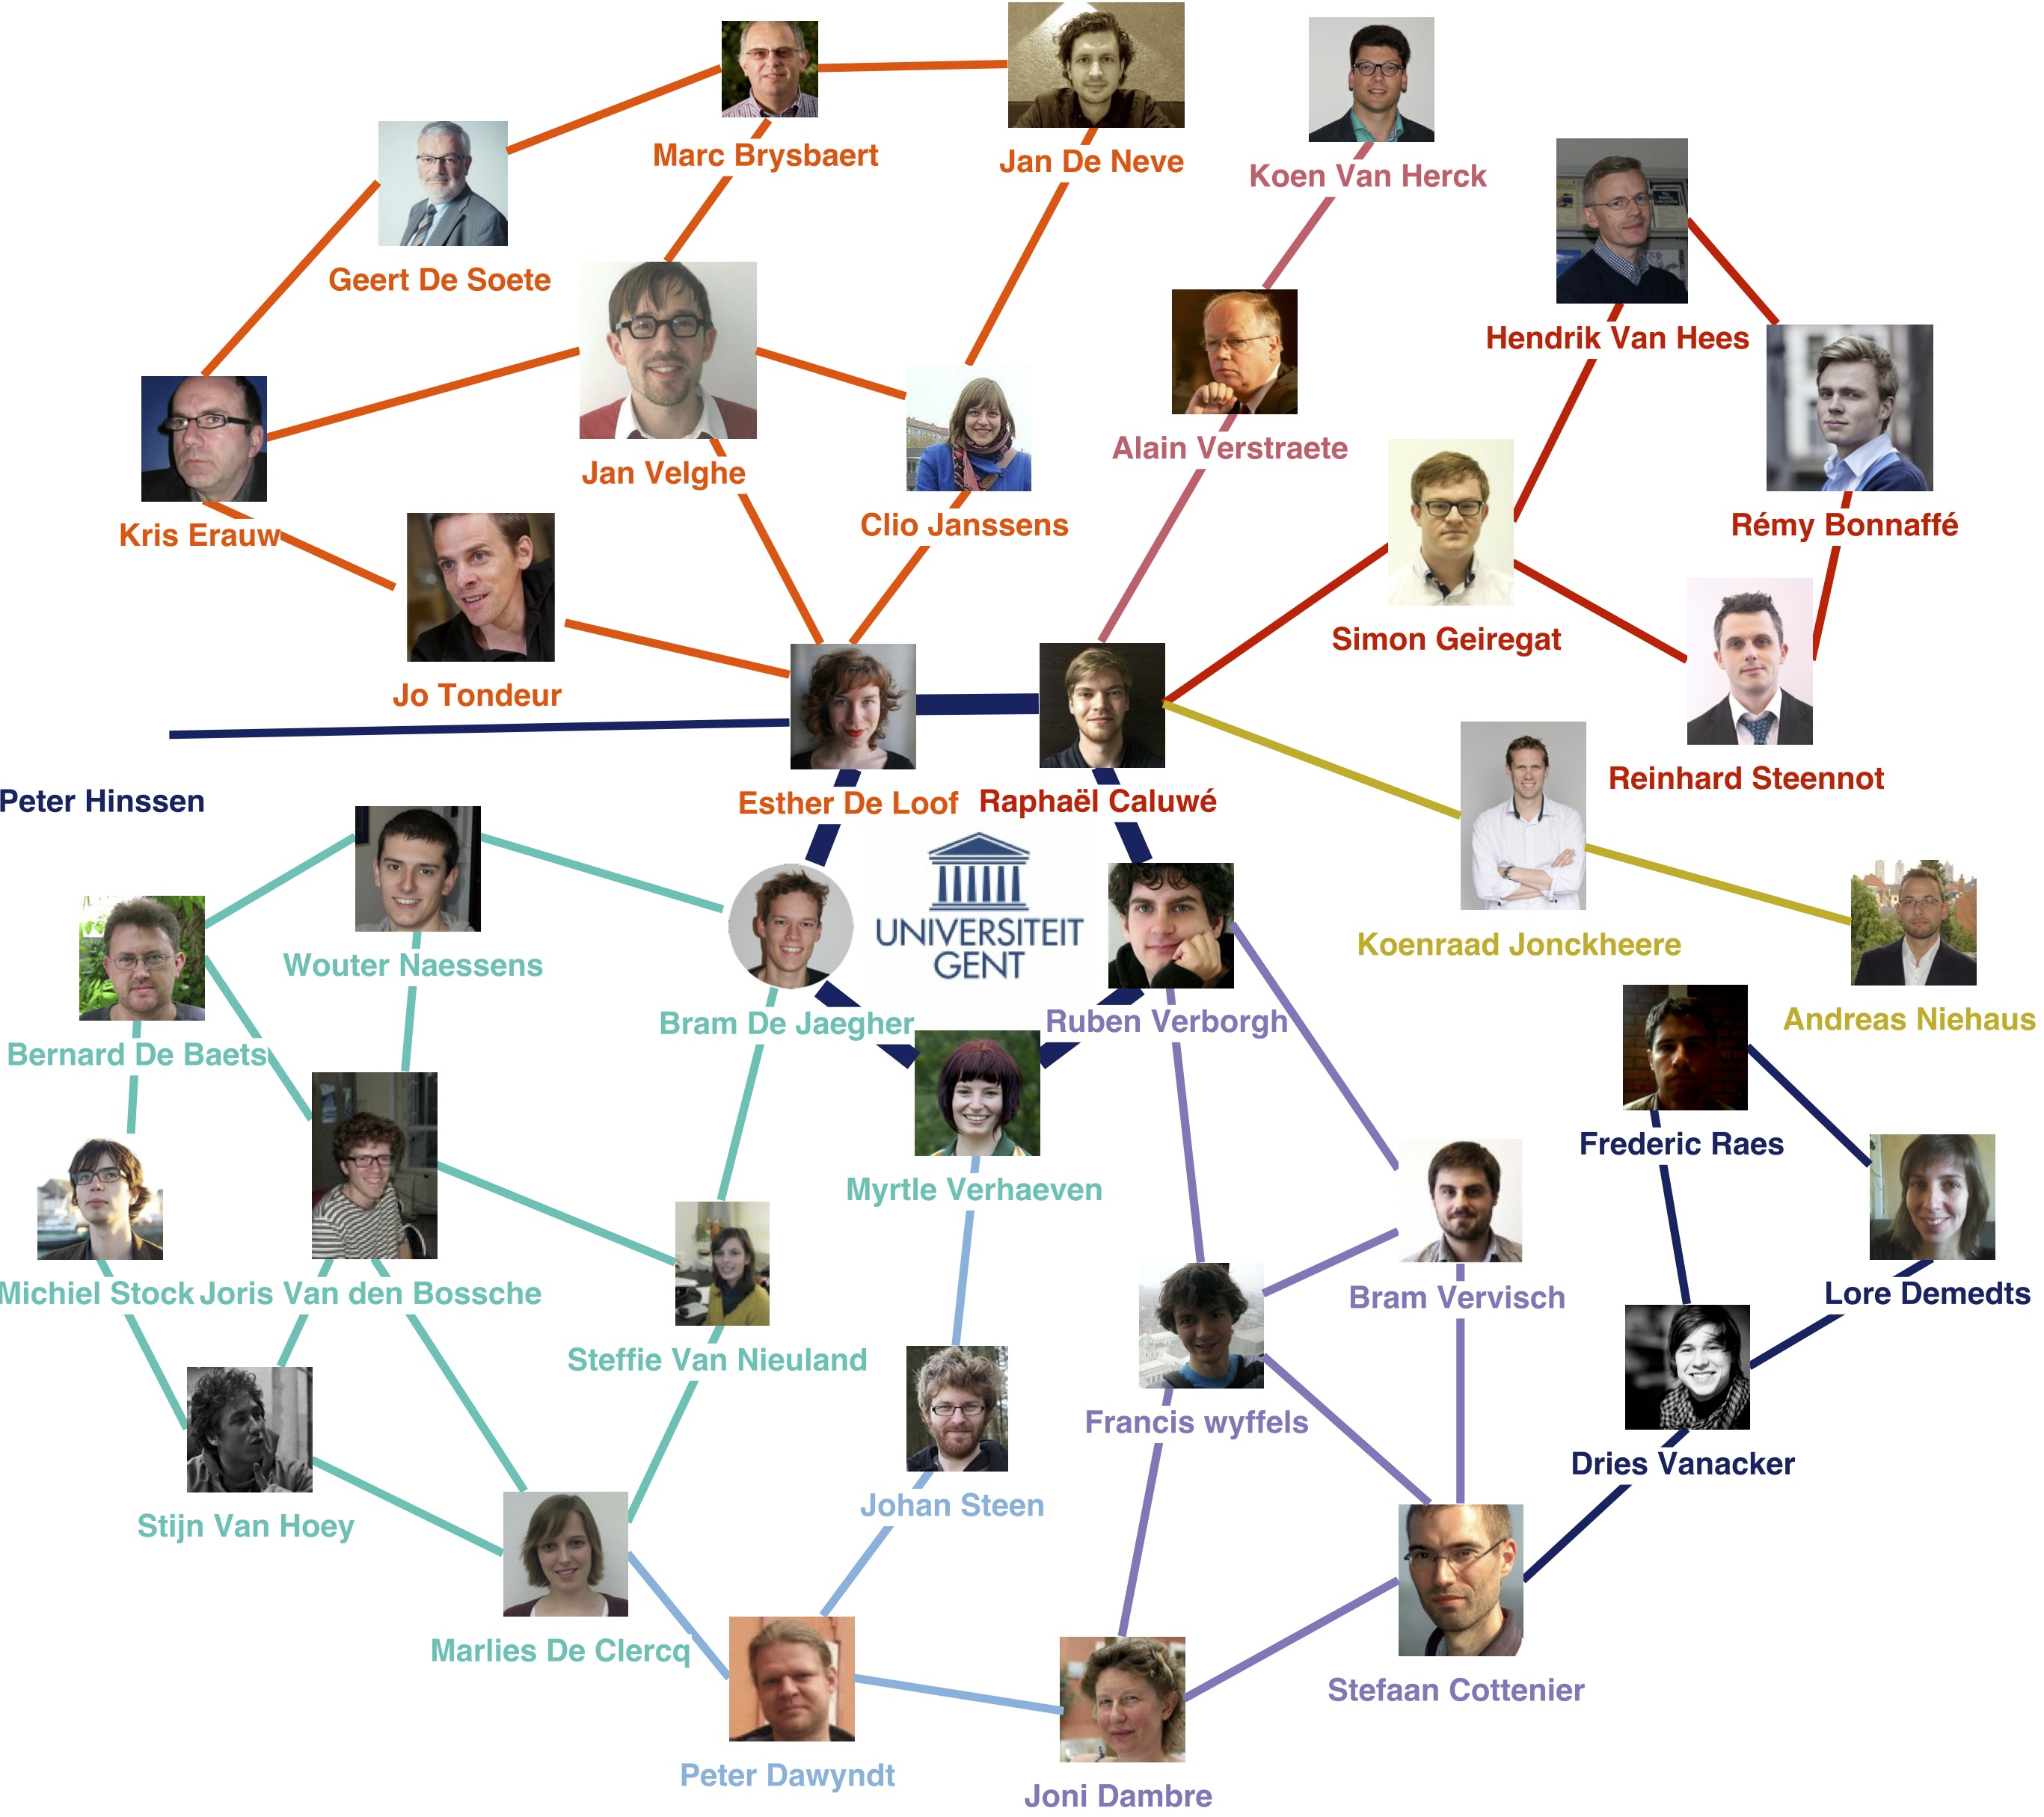 Marc Brysbaert
Jan De Neve
Koen Van Herck
Geert De Soete
Hendrik Van Hees
Alain Verstraete
Jan Velghe
Kris Erauw
Clio Janssens
Rémy Bonnaffé
Simon Geiregat
Jo Tondeur
Reinhard Steennot
Peter Hinssen
Esther De Loof
Raphaël Caluwé
UNIVERSITEIT
GENT
Koenraad Jonckheere
Wouter Naessens
Bram De Jaegher
Ruben Verborgh
Andreas Niehaus
Bernard De Baets
Frederic Raes
Myrtle Verhaeven
Michiel Stock
Joris Van den Bossche
Bram Vervisch
Lore Demedts
Steffie Van Nieuland
Francis wyffels
Dries Vanacker
Johan Steen
Stijn Van Hoey
Marlies De Clercq
Stefaan Cottenier
Peter Dawyndt
Joni Dambre